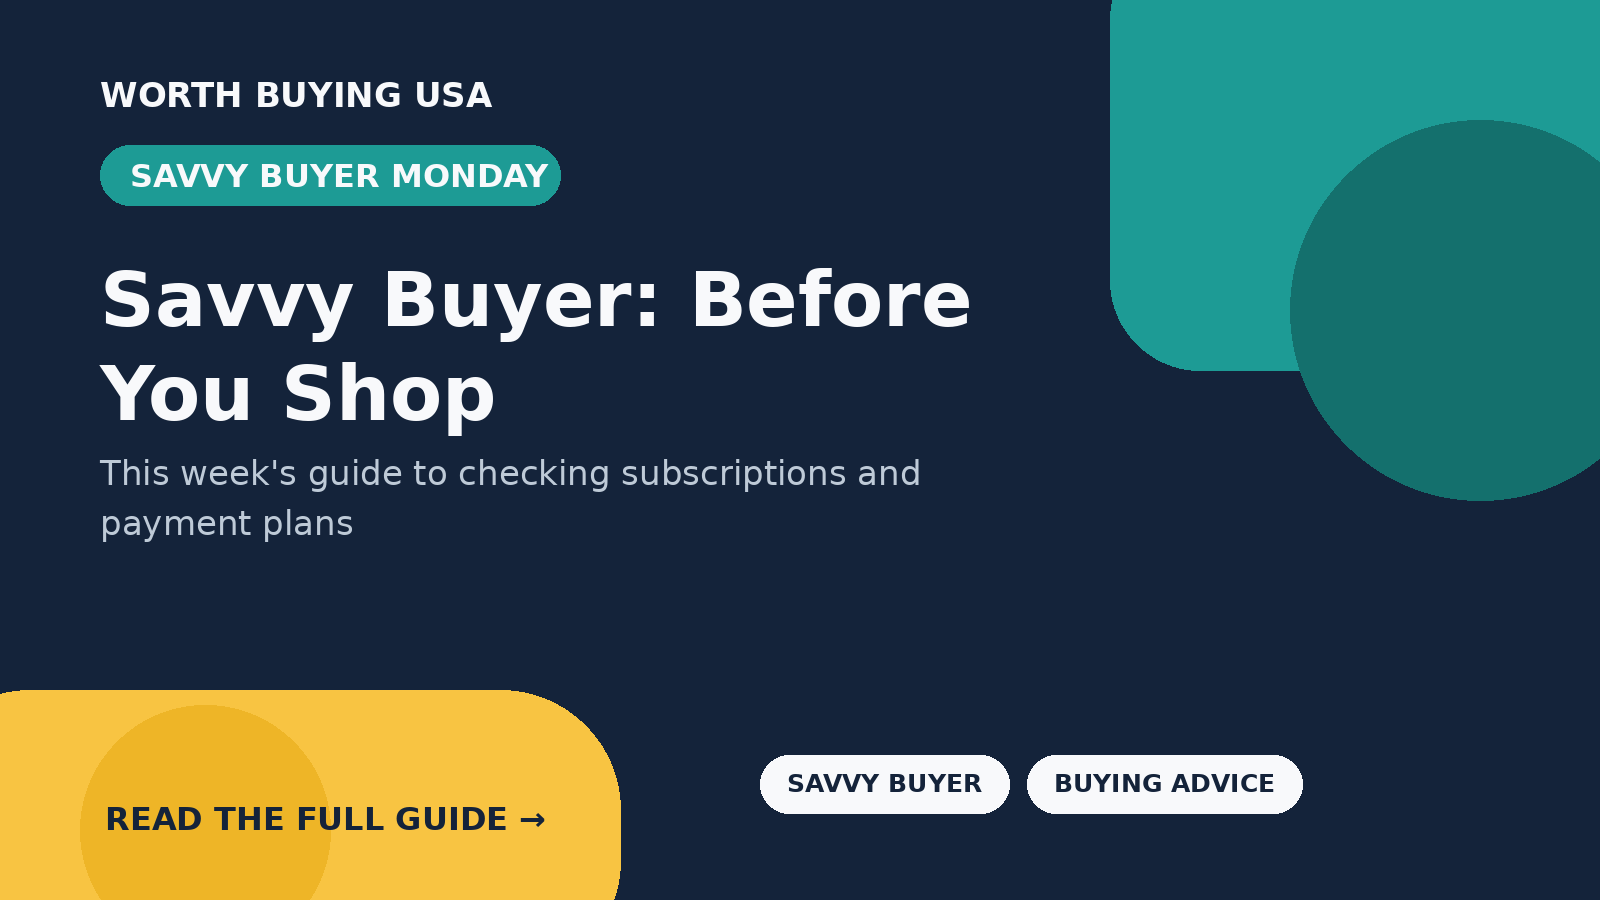 WORTH BUYING USA
SAVVY BUYER MONDAY
Savvy Buyer: Before
You Shop
This week's guide to checking subscriptions and
payment plans
READ THE FULL GUIDE →
SAVVY BUYER
BUYING ADVICE